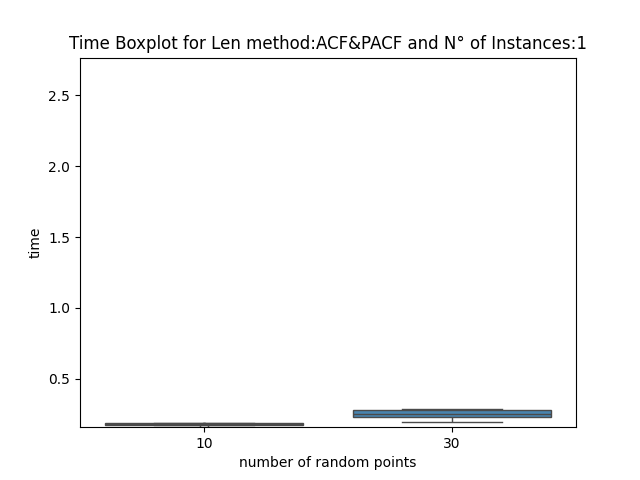 Time Boxplot for Len method:ACF&PACF and N° of Instances:1
2.5
2.0
1.5
1.0
0.5
time
10
30
number of random points